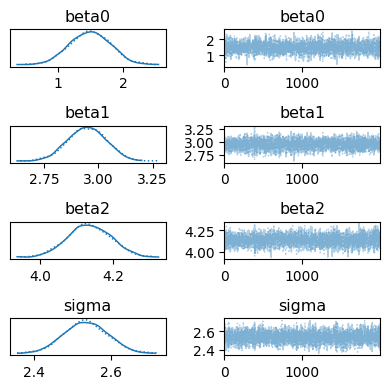 beta0 beta0
2
1
1 2 0 1000
beta1 beta1
3.25
3.00
2.75
2.75 3.00 3.25 0 1000
beta2 beta2
4.25
4.00
4.0 4.2 0 1000
sigma sigma
2.6
2.4
2.4 2.6 0 1000